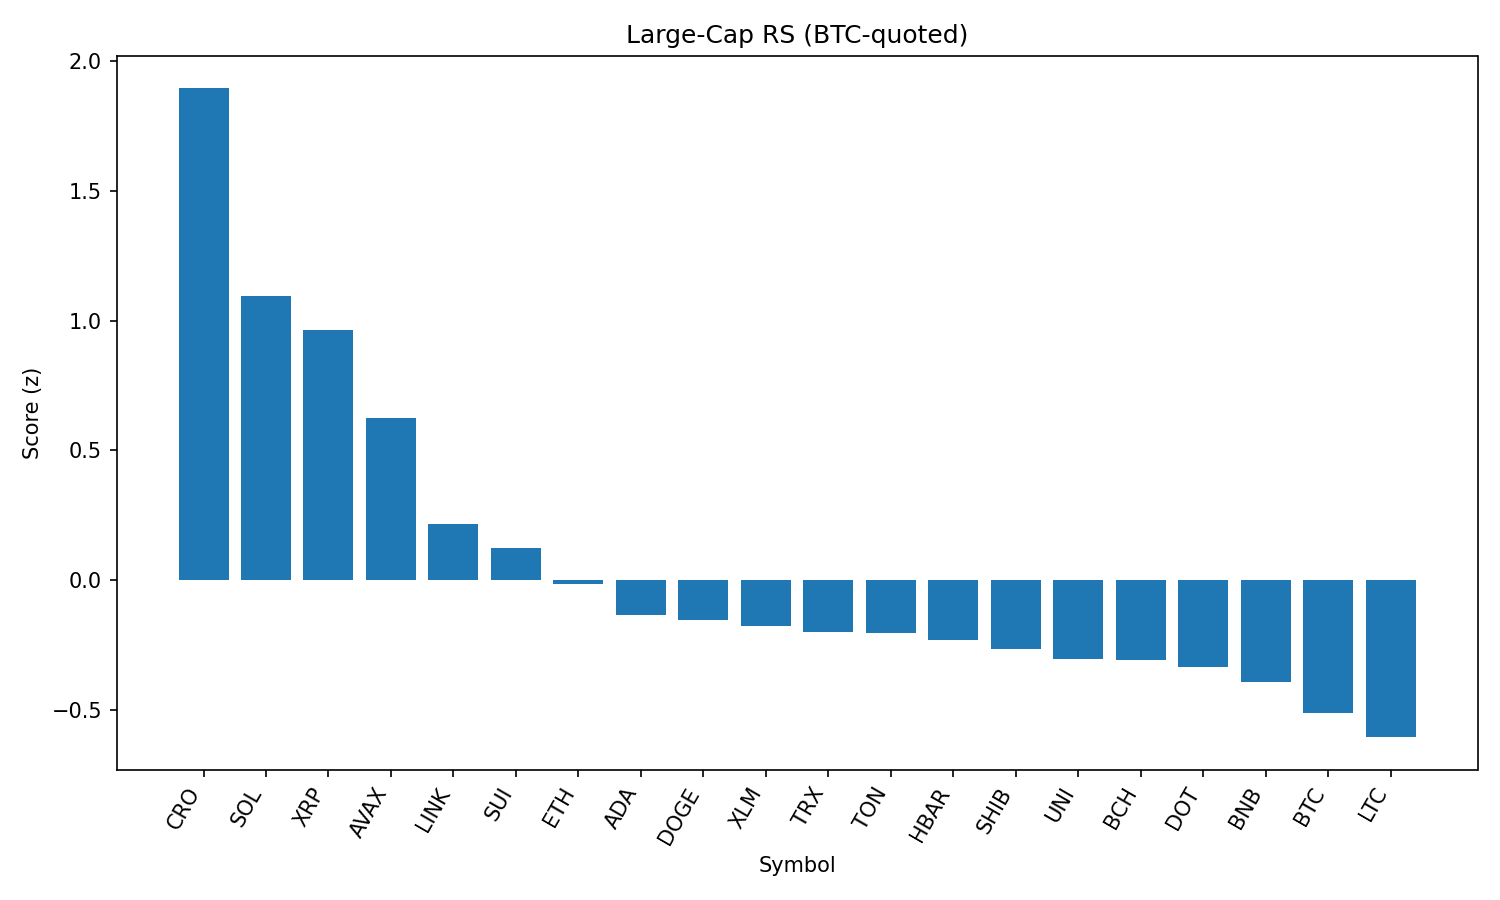 Large-Cap RS (BTC-quoted)
2.0
1.5
1.0
0.5
0.0
−0.5
Score (z)
CRO
SOL
XRP
AVAX
LINK
SUI
ETH
ADA
DOGE
XLM
TRX
TON
HBAR
SHIB
UNI
BCH
DOT
BNB
BTC
LTC
Symbol